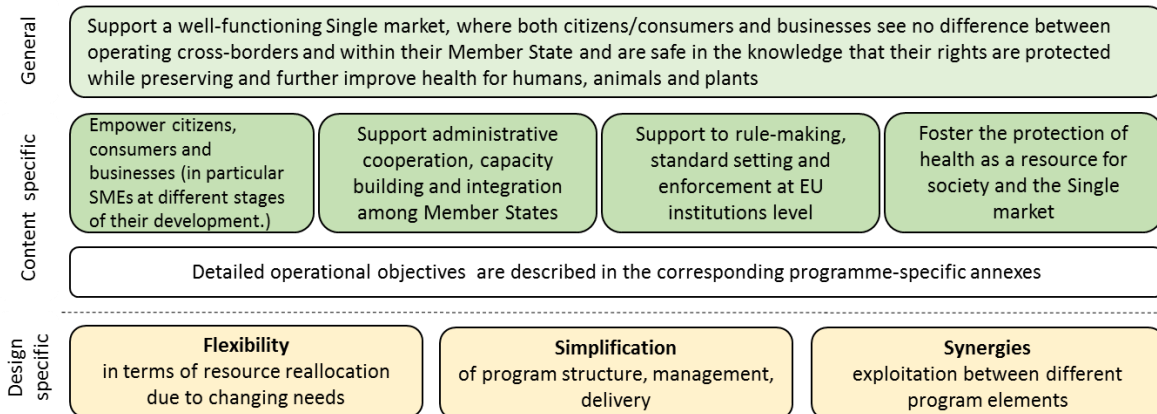 General
Support a well-functioning Single market, where both citizens/consumers and businesses see no difference between
operating cross-borders and within their Member State and are safe in the knowledge that their rights are protected
while preserving and further improve health for humans, animals and plants
Content specific
Empower citizens,
consumers and
businesses (in particular
SMEs at different stages
of their development.)
Support administrative
cooperation, capacity
building and integration
among Member States
Support to rule-making,
standard setting and
enforcement at EU
institutions level
Foster the protection of
health as a resource for
society and the Single
market
Detailed operational objectives are described in the corresponding programme-specific annexes
Design
specific
Flexibility
in terms of resource reallocation
due to changing needs
Simplification
of program structure, management,
delivery
Synergies
exploitation between different
program elements